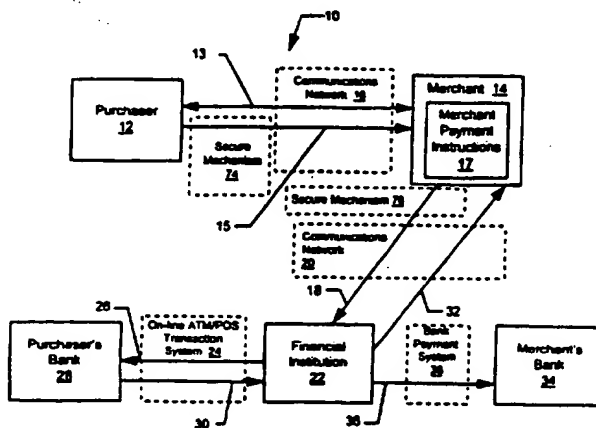 10
13
Communications
Network 16
Merchant 14
Purchaser
12
Merchant
Payment
Instructions
17
Secure
Mechanism
74
15
Secure Mechanism 76
Communications
Network
20
18
32
26
On-line ATM/POS
Transaction
System 24
Bank
Payment
System
38
Purchaser's
Bank
28
Financial
Institution
22
Merchant's
Bank
34
30
36